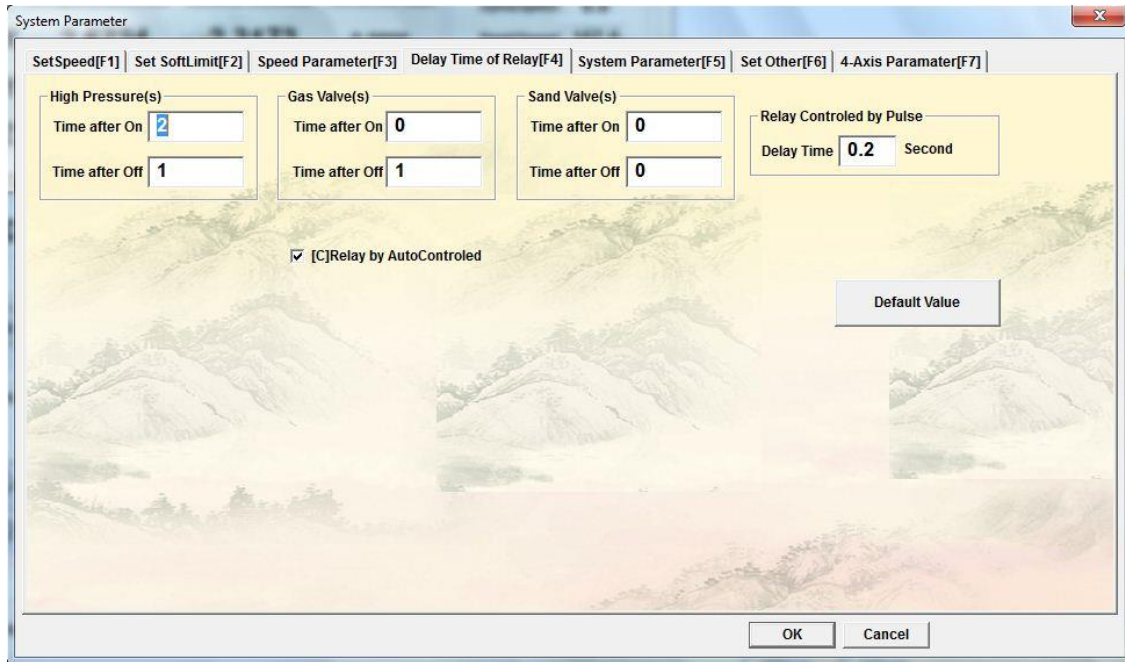 System Parameter
SetSpeed[F1] Set SoftLimit[F2] Speed Parameter[F3] Delay Time of Relay[F4] System Parameter[F5] Set Other[F6] 4-Axis Paramater[F7]
High Pressure(s) Gas Valve(s) Sand Valve(s)
Relay Controled by Pulse
Time after On 2 Time after On 0 Time after On 0
Delay Time 0.2 Second
Time after Off 1 Time after Off 1 Time after Off 0
[C]Relay by AutoControled
Default Value
OK Cancel